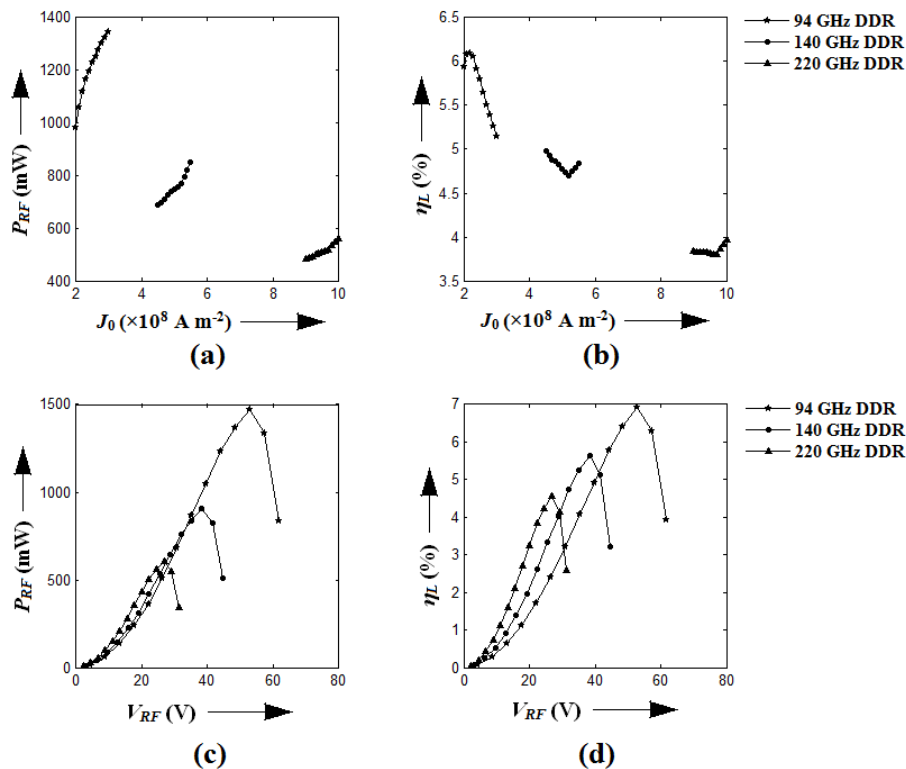 1400
1200
1000
800
600
400
2
4
6
8
10
P_RF (mW)
J_0 (×10^8 A m^-2)
(a)
6.5
6
5.5
5
4.5
4
3.5
2
4
6
8
10
η_L (%)
J_0 (×10^8 A m^-2)
(b)
94 GHz DDR
140 GHz DDR
220 GHz DDR
1500
1000
500
0
0
20
40
60
80
P_RF (mW)
V_RF (V)
(c)
7
6
5
4
3
2
1
0
0
20
40
60
80
η_L (%)
V_RF (V)
(d)
94 GHz DDR
140 GHz DDR
220 GHz DDR